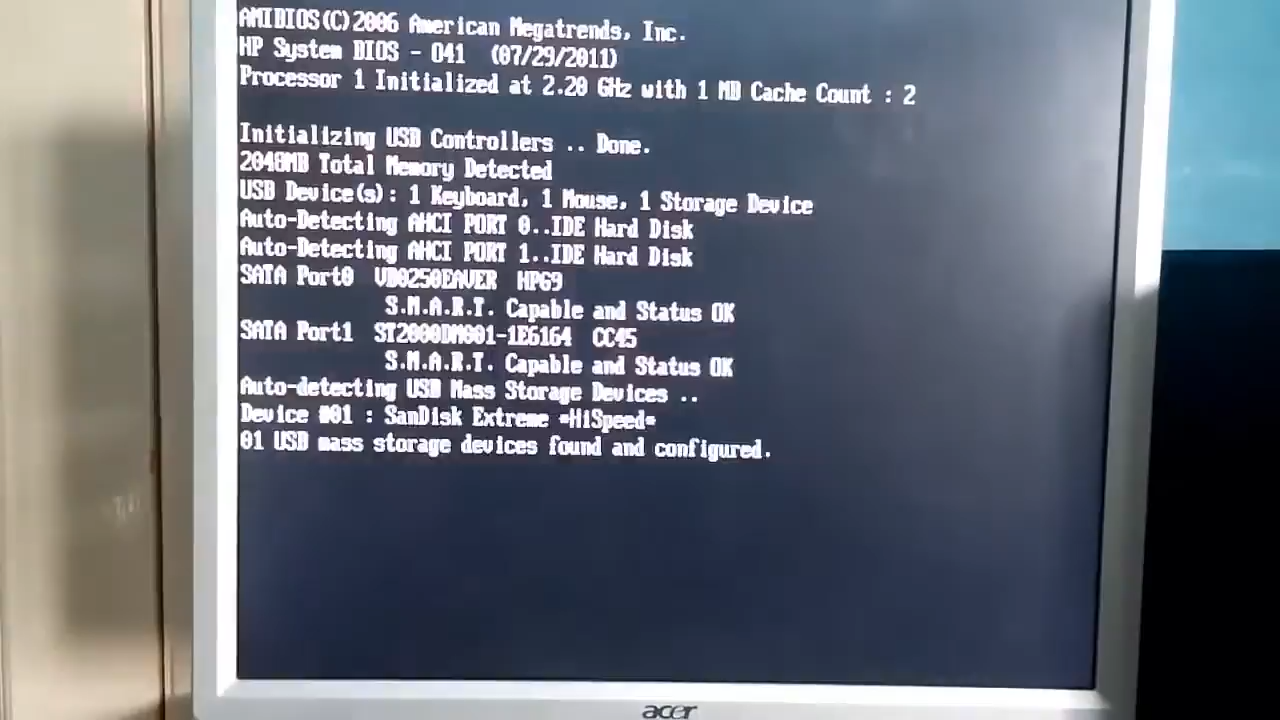 AMIBIOS(C)2006 American Megatrends, Inc.
HP System BIOS - O41 (07/29/2011)
Processor 1 Initialized at 2.20 GHz with 1 MB Cache Count : 2
Initializing USB Controllers .. Done.
2048MB Total Memory Detected
USB Device(s): 1 Keyboard, 1 Mouse, 1 Storage Device
Auto-Detecting AHCI PORT 0..IDE Hard Disk
Auto-Detecting AHCI PORT 1..IDE Hard Disk
SATA Port0 VB0250EAVER HPG9
S.M.A.R.T. Capable and Status OK
SATA Port1 ST2000DM001-1E6164 CC45
S.M.A.R.T. Capable and Status OK
Auto-detecting USB Mass Storage Devices ..
Device #01 : SanDisk Extreme *HiSpeed*
01 USB mass storage devices found and configured.
acer